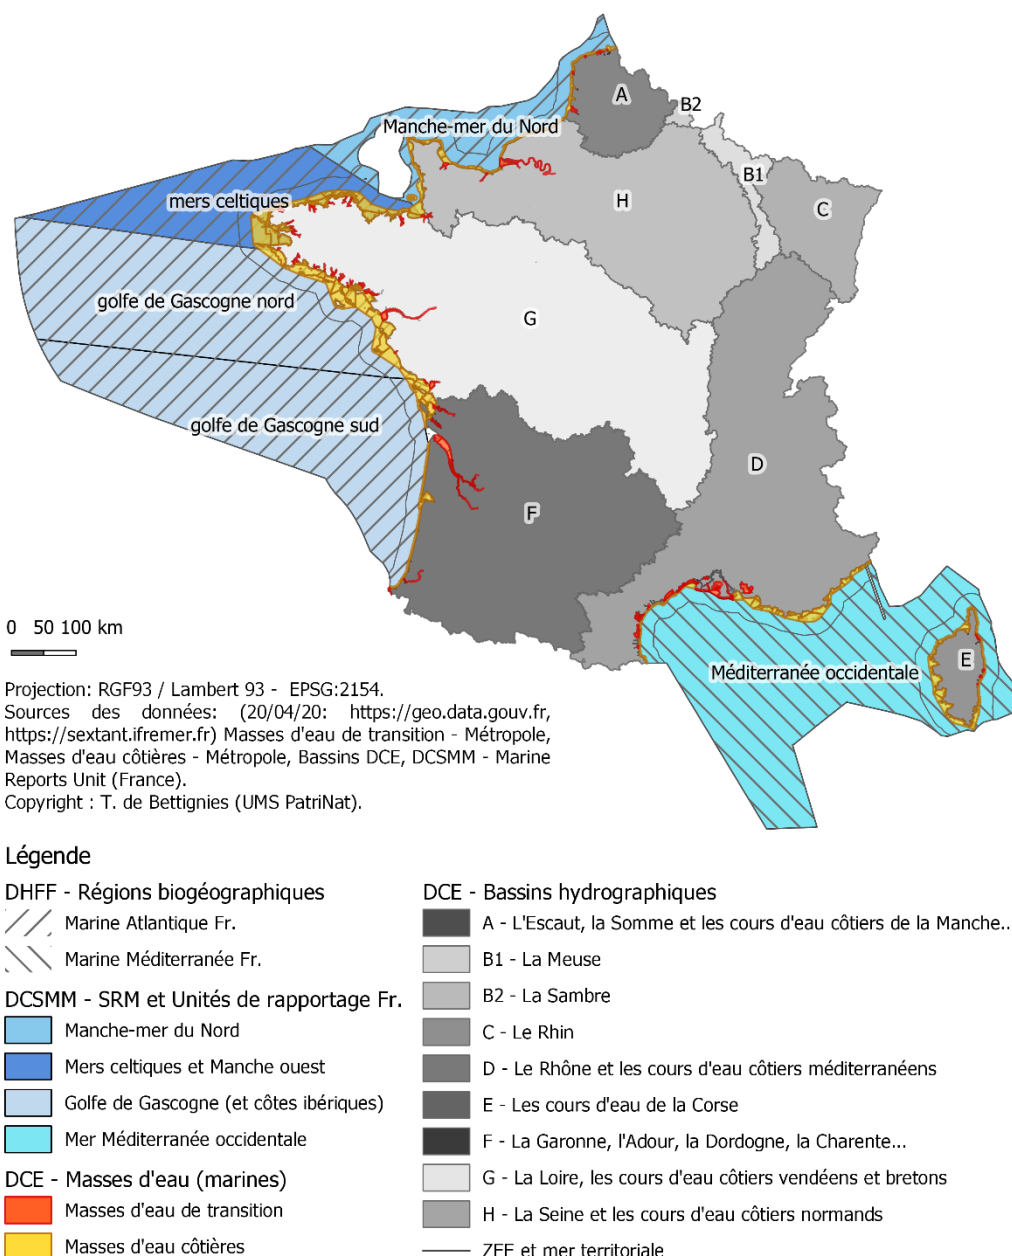 A
B2
Manche-mer du Nord
B1
mers celtiques
H
C
golfe de Gascogne nord
G
golfe de Gascogne sud
D
F
0 50 100 km
E
Méditerranée occidentale
Projection: RGF93 / Lambert 93 - EPSG:2154.
Sources des données: (20/04/20: https://geo.data.gouv.fr,
https://sextant.ifremer.fr) Masses d'eau de transition - Métropole,
Masses d'eau côtières - Métropole, Bassins DCE, DCSMM - Marine
Reports Unit (France).
Copyright : T. de Bettignies (UMS PatriNat).
Légende
DHFF - Régions biogéographiques
Marine Atlantique Fr.
Marine Méditerranée Fr.
DCSMM - SRM et Unités de rapportage Fr.
Manche-mer du Nord
Mers celtiques et Manche ouest
Golfe de Gascogne (et côtes ibériques)
Mer Méditerranée occidentale
DCE - Masses d'eau (marines)
Masses d'eau de transition
Masses d'eau côtières
DCE - Bassins hydrographiques
A - L'Escaut, la Somme et les cours d'eau côtiers de la Manche..
B1 - La Meuse
B2 - La Sambre
C - Le Rhin
D - Le Rhône et les cours d'eau côtiers méditerranéens
E - Les cours d'eau de la Corse
F - La Garonne, l'Adour, la Dordogne, la Charente...
G - La Loire, les cours d'eau côtiers vendéens et bretons
H - La Seine et les cours d'eau côtiers normands
ZEE et mer territoriale